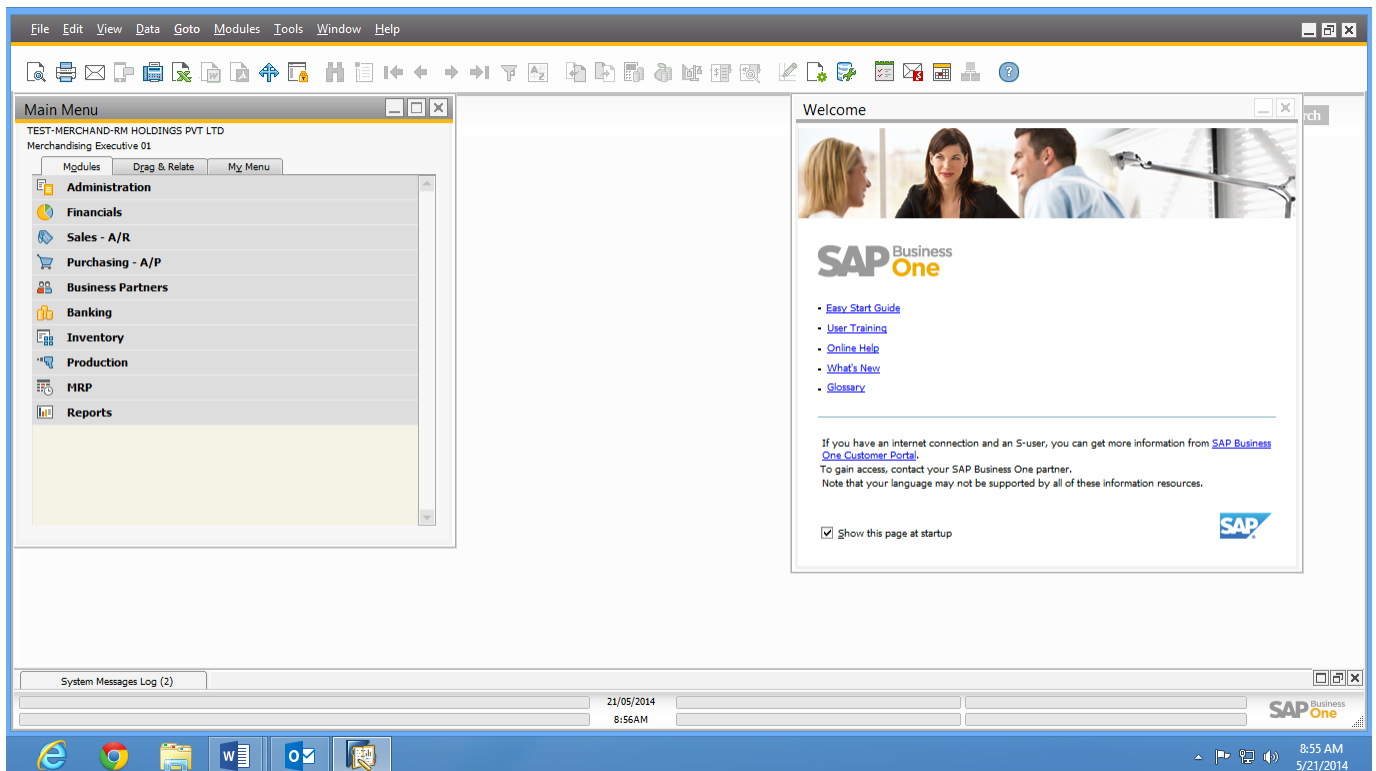 File Edit View Data Goto Modules Tools Window Help
Main Menu
TEST-MERCHAND-RM HOLDINGS PVT LTD
Merchandising Executive 01
Modules Drag & Relate My Menu
Administration
Financials
Sales - A/R
Purchasing - A/P
Business Partners
Banking
Inventory
Production
MRP
Reports
Welcome
SAP Business One
Easy Start Guide
User Training
Online Help
What's New
Glossary
If you have an internet connection and an S-user, you can get more information from SAP Business
One Customer Portal.
To gain access, contact your SAP Business One partner.
Note that your language may not be supported by all of these information resources.
Show this page at startup
SAP
rch
System Messages Log (2)
21/05/2014
8:56AM
SAP Business One
8:55 AM
5/21/2014